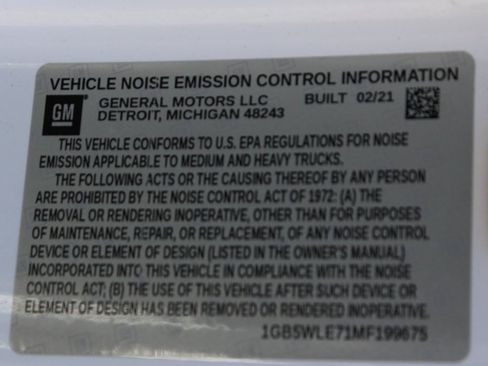 VEHICLE NOISE EMISSION CONTROL INFORMATION
GM GENERAL MOTORS LLC BUILT 02/21
DETROIT, MICHIGAN 48243
THIS VEHICLE CONFORMS TO U.S. EPA REGULATIONS FOR NOISE
EMISSION APPLICABLE TO MEDIUM AND HEAVY TRUCKS.
THE FOLLOWING ACTS OR THE CAUSING THEREOF BY ANY PERSON
ARE PROHIBITED BY THE NOISE CONTROL ACT OF 1972: (A) THE
REMOVAL OR RENDERING INOPERATIVE, OTHER THAN FOR PURPOSES
OF MAINTENANCE, REPAIR, OR REPLACEMENT, OF ANY NOISE CONTROL
DEVICE OR ELEMENT OF DESIGN (LISTED IN THE OWNER'S MANUAL)
INCORPORATED INTO THIS VEHICLE IN COMPLIANCE WITH THE NOISE
CONTROL ACT; (B) THE USE OF THIS VEHICLE AFTER SUCH DEVICE OR
ELEMENT OF DESIGN HAS BEEN REMOVED OR RENDERED INOPERATIVE.
1GB5WLE71MF199675